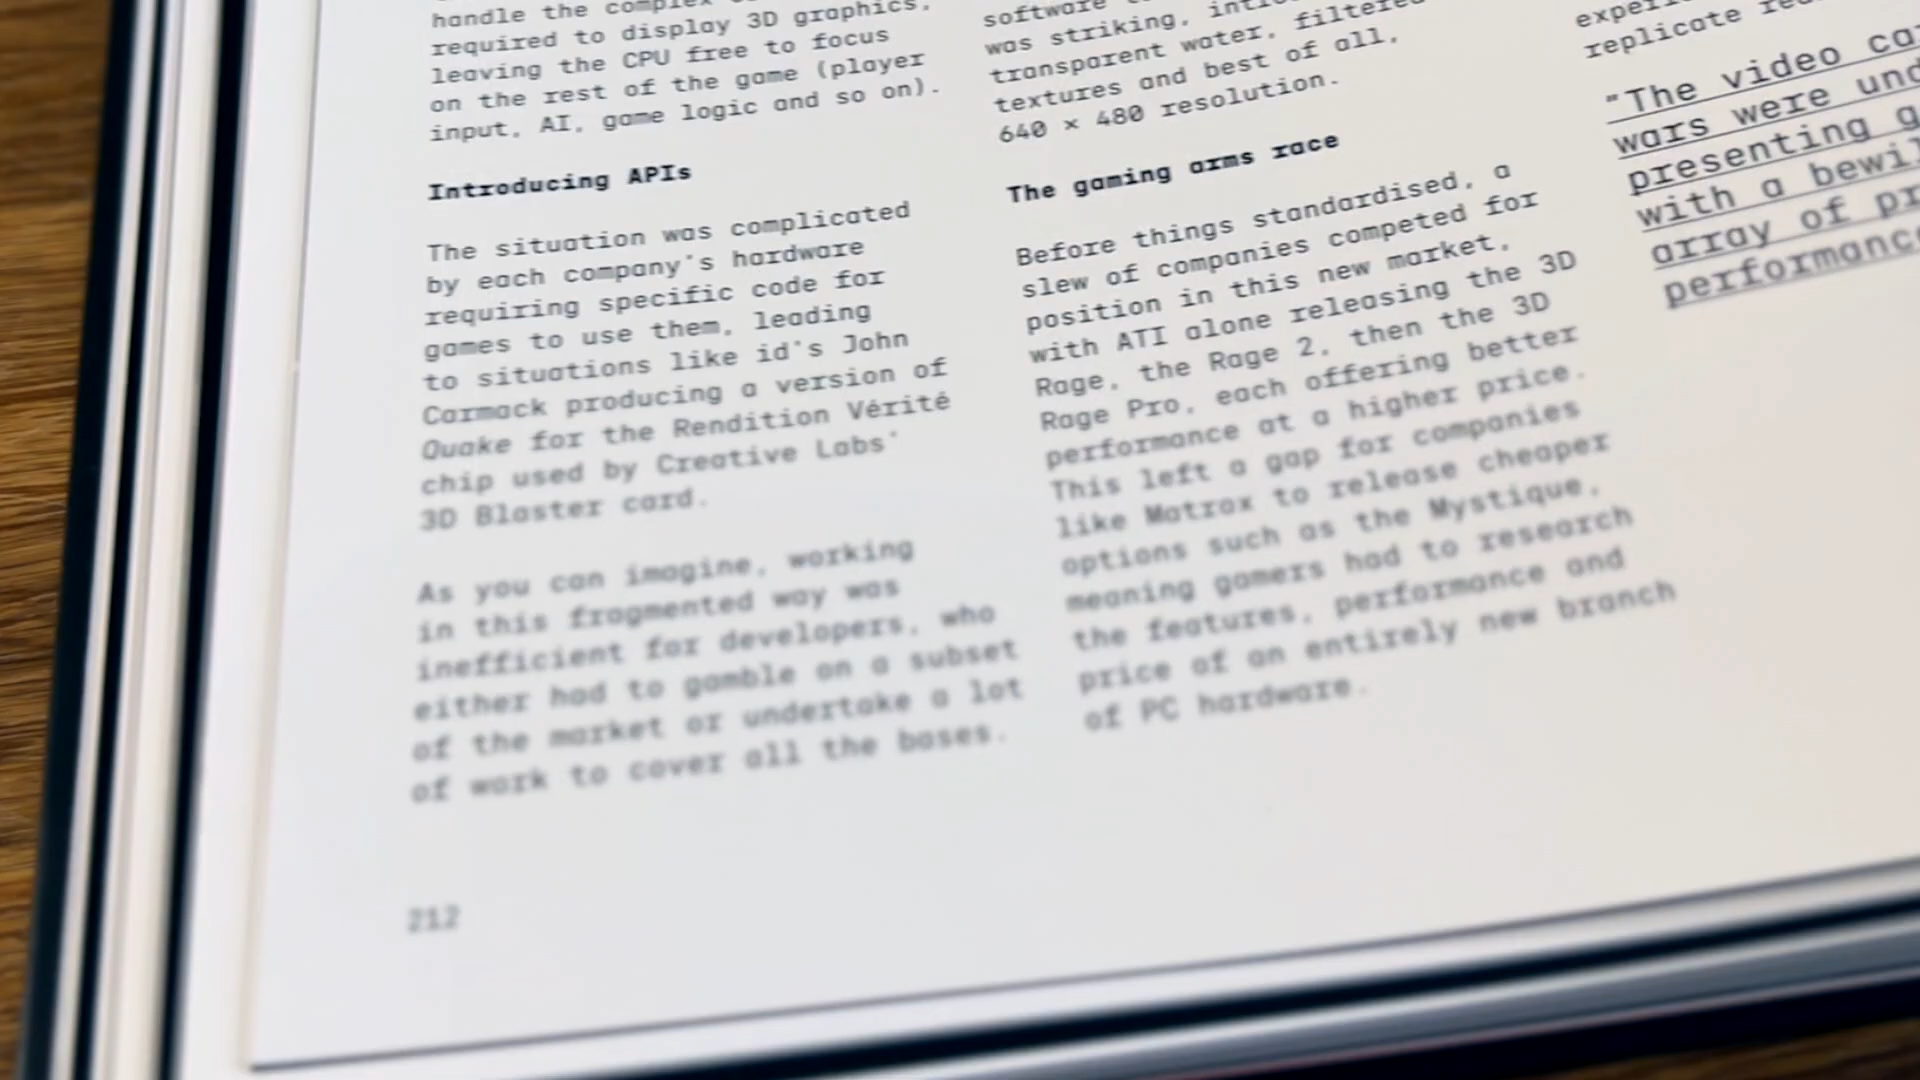 handle the complex
required to display 3D graphics,
leaving the CPU free to focus
on the rest of the game (player
input, AI, game logic and so on).
Introducing APIs
The situation was complicated
by each company's hardware
requiring specific code for
games to use them, leading
to situations like id's John
Carmack producing a version of
Quake for the Rendition Vérité
chip used by Creative Labs'
3D Blaster card.
As you can imagine, working
in this fragmented way was
inefficient for developers, who
either had to gamble on a subset
of the market or undertake a lot
of work to cover all the bases.
212
software
was striking,
transparent water, filtered
textures and best of all,
640 × 480 resolution.
The gaming arms race
Before things standardised, a
slew of companies competed for
position in this new market,
with ATI alone releasing the 3D
Rage, the Rage 2, then the 3D
Rage Pro, each offering better
performance at a higher price.
This left a gap for companies
like Matrox to release cheaper
options such as the Mystique,
meaning gamers had to research
the features, performance and
price of an entirely new branch
of PC hardware.
replicate
"The video
wars were
presenting
with a
array of
performance